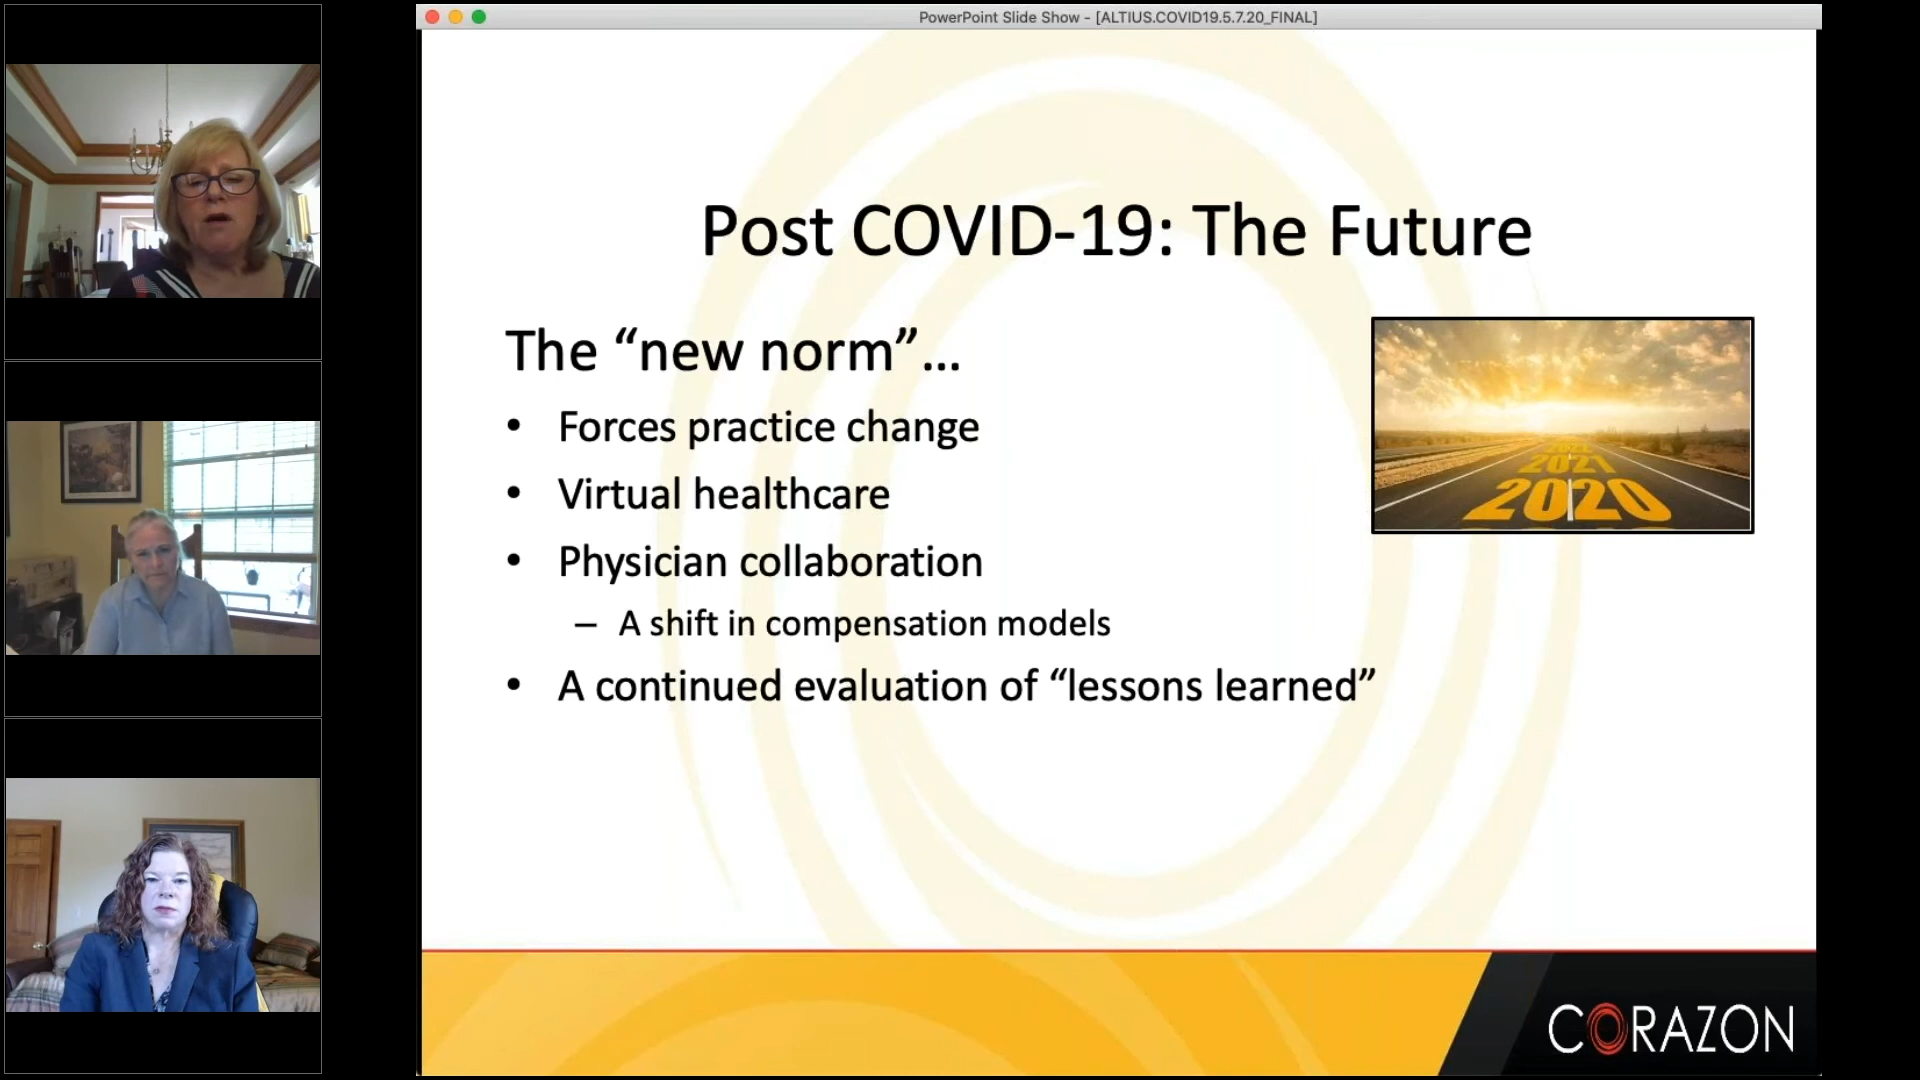 PowerPoint Slide Show - [ALTIUS.COVID19.5.7.20_FINAL]
Post COVID-19: The Future
The “new norm”...
• Forces practice change
• Virtual healthcare
• Physician collaboration
– A shift in compensation models
• A continued evaluation of “lessons learned”
2021
2020
CORAZON